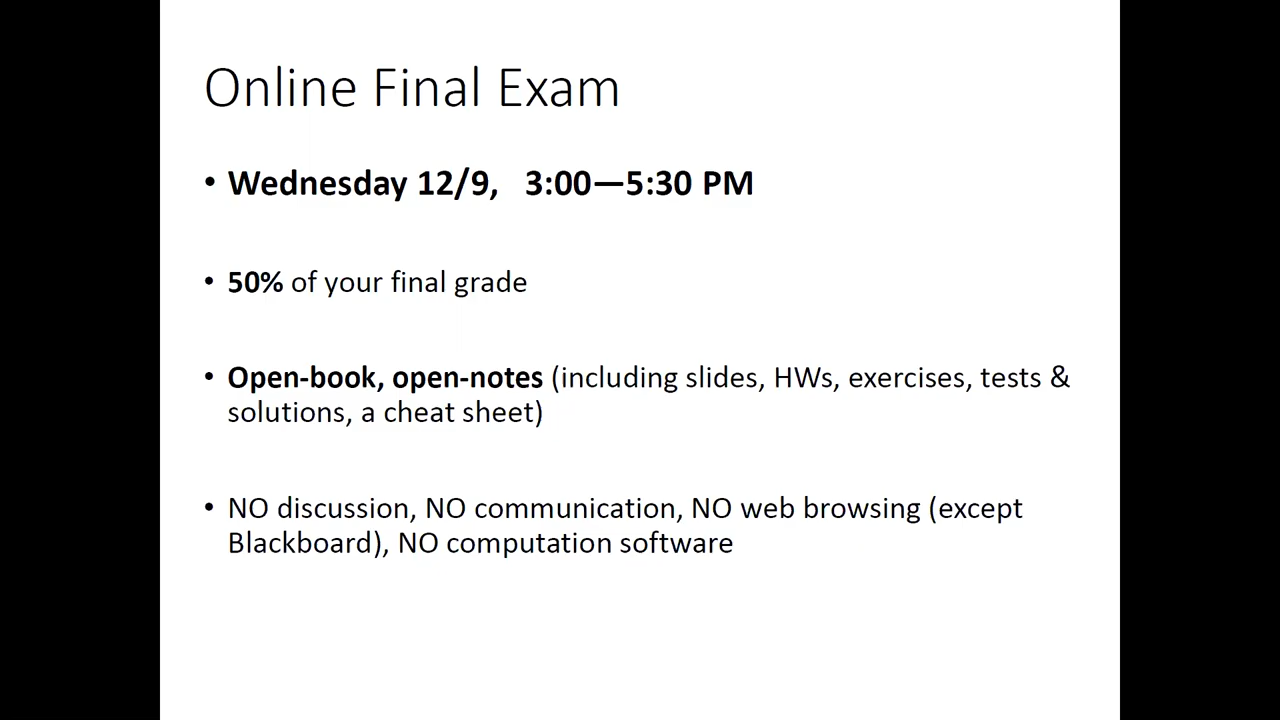 Online Final Exam
• Wednesday 12/9, 3:00—5:30 PM
• 50% of your final grade
• Open-book, open-notes (including slides, HWs, exercises, tests &
solutions, a cheat sheet)
• NO discussion, NO communication, NO web browsing (except
Blackboard), NO computation software